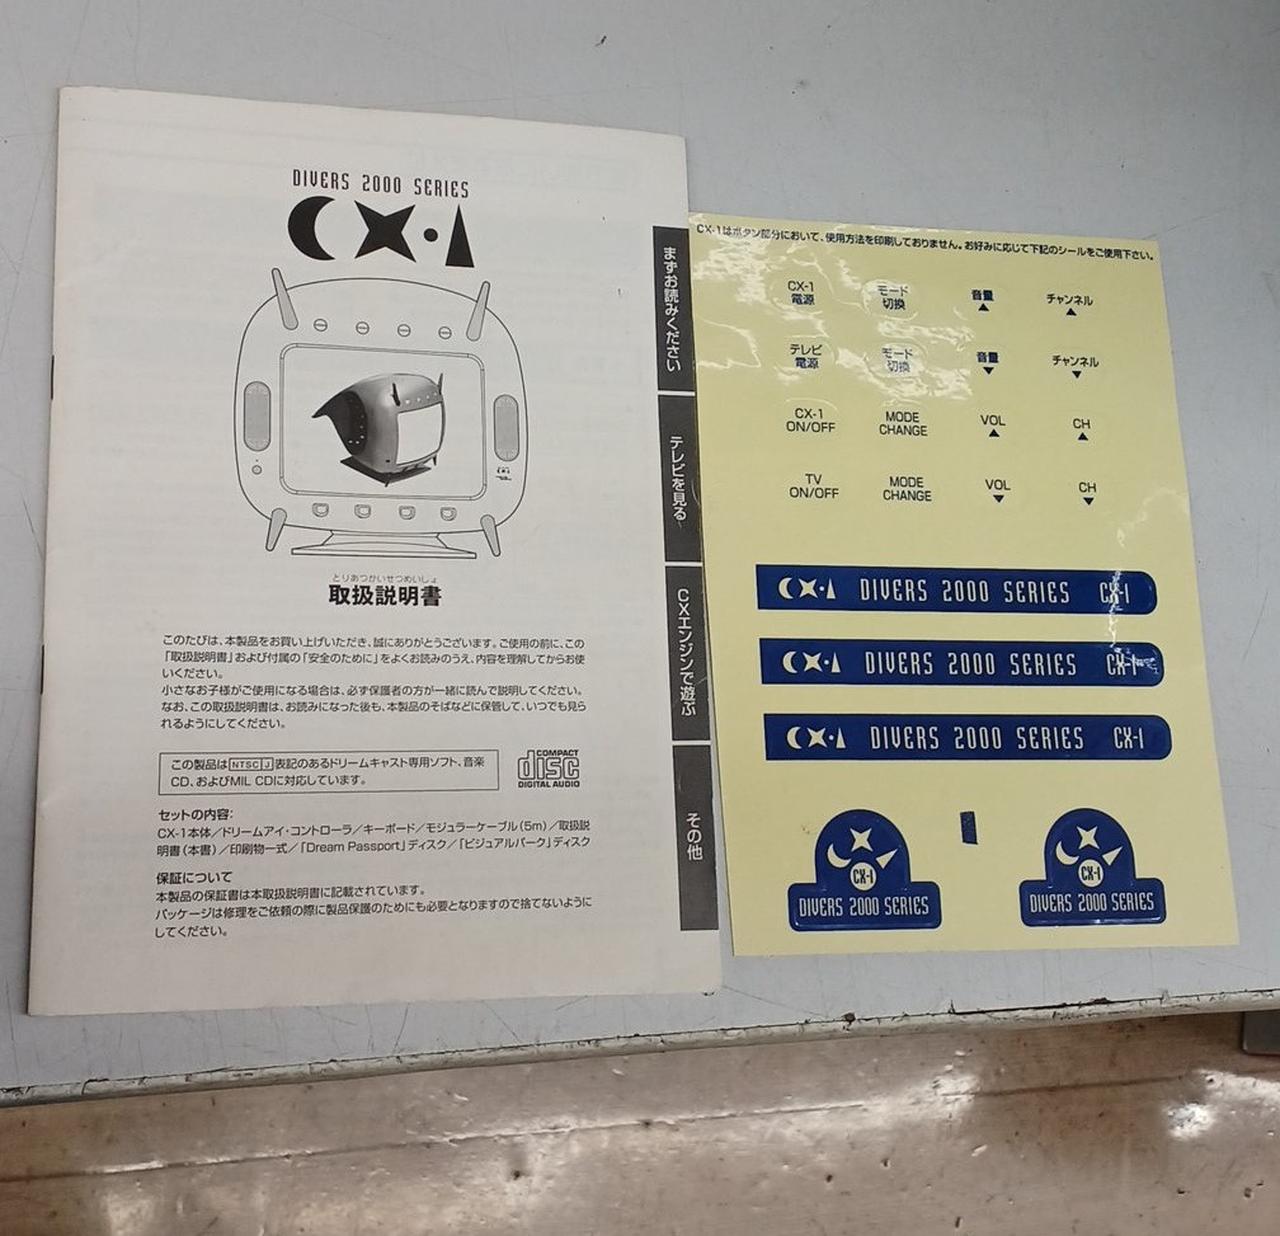 DIVERS 2000 SERIES
CX·1
とりあつかいせつめいしょ
取扱説明書
このたびは、本製品をお買い上げいただき、誠にありがとうございます。ご使用の前に、この
「取扱説明書」および付属の「安全のために」をよくお読みのうえ、内容を理解してからお使
いください。
小さなお子様がご使用になる場合は、必ず保護者の方が一緒に読んで説明してください。
なお、この取扱説明書は、お読みになった後も、本製品のそばなどに保管して、いつでも見ら
れるようにしてください。
この製品はNTSC J表記のあるドリームキャスト専用ソフト、音楽
CD、およびMIL CDに対応しています。
COMPACT
disc
DIGITAL AUDIO
セットの内容:
CX-1本体/ドリームアイ・コントローラ/キーボード/モジュラーケーブル(5m)/取扱説
明書(本書)/印刷物一式/「Dream Passport」ディスク/「ビジュアルパーク」ディスク
保証について
本製品の保証書は本取扱説明書に記載されています。
パッケージは修理をご依頼の際に製品保護のためにも必要となりますので捨てないように
してください。
まずお読みください
テレビを見る
CXエンジンで遊ぶ
その他
CX-1はボタン部分において、使用方法を印刷しておりません。お好みに応じて下記のシールをご使用下さい。
CX-1 電源
モード 切換
音量 ▲
チャンネル ▲
テレビ 電源
モード 切換
音量 ▼
チャンネル ▼
CX-1 ON/OFF
MODE CHANGE
VOL ▲
CH ▲
TV ON/OFF
MODE CHANGE
VOL ▼
CH ▼
CX·1 DIVERS 2000 SERIES CX-1
CX·1 DIVERS 2000 SERIES CX-1
CX·1 DIVERS 2000 SERIES CX-1
CX-1
DIVERS 2000 SERIES
CX-1
DIVERS 2000 SERIES